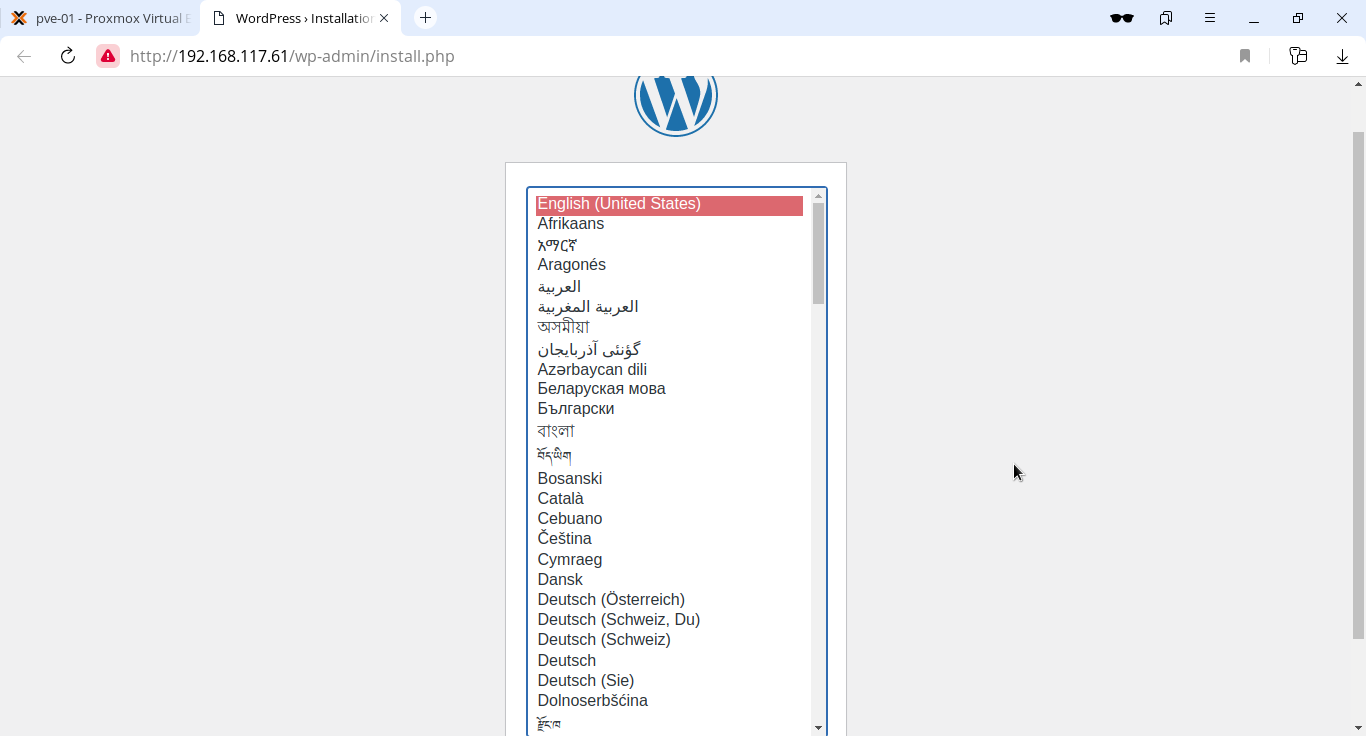 pve-01 - Proxmox Virtual E
WordPress › Installation
http://192.168.117.61/wp-admin/install.php
English (United States)
Afrikaans
አማርኛ
Aragonés
العربية
العربية المغربية
অসমীয়া
گؤنئی آذربایجان
Azərbaycan dili
Беларуская мова
Български
বাংলা
བོད་ཡིག
Bosanski
Català
Cebuano
Čeština
Cymraeg
Dansk
Deutsch (Österreich)
Deutsch (Schweiz, Du)
Deutsch (Schweiz)
Deutsch
Deutsch (Sie)
Dolnoserbšćina
རྫོང་ཁ